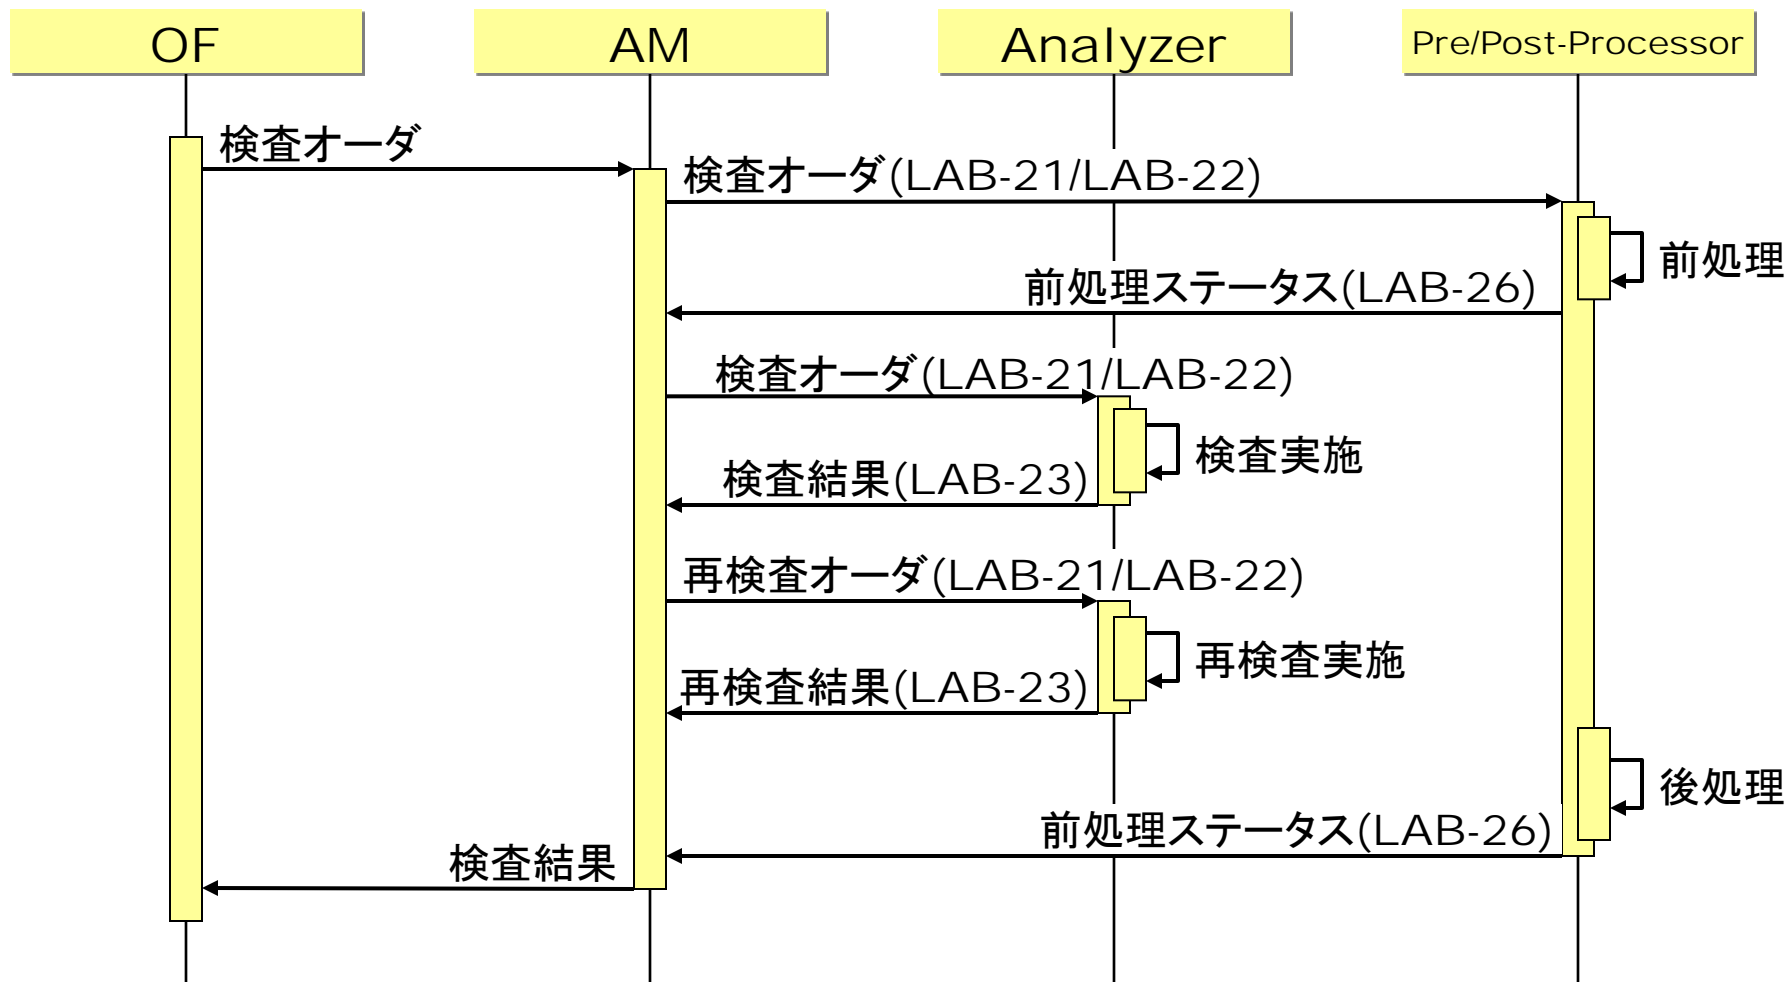 OF
AM
Analyzer
Pre/Post-Processor
検査オーダ
検査オーダ(LAB-21/LAB-22)
前処理
前処理ステータス(LAB-26)
検査オーダ(LAB-21/LAB-22)
検査実施
検査結果(LAB-23)
再検査オーダ(LAB-21/LAB-22)
再検査実施
再検査結果(LAB-23)
後処理
前処理ステータス(LAB-26)
検査結果